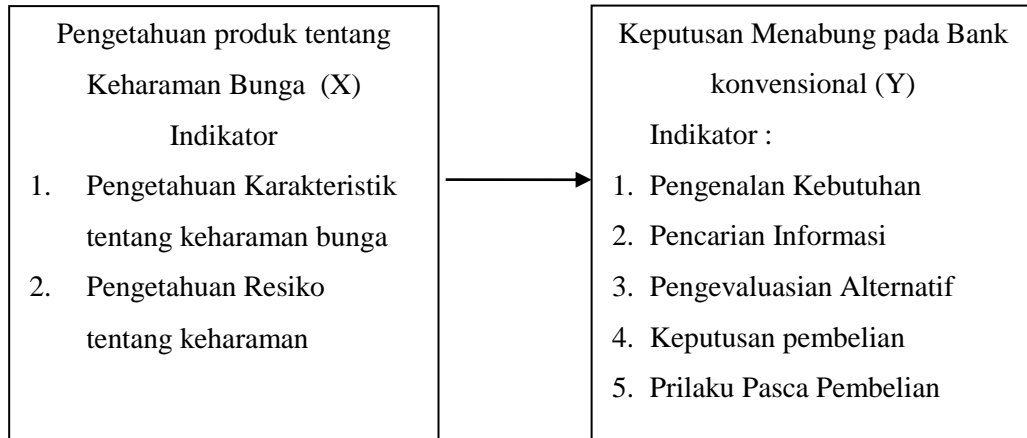 Pengetahuan produk tentang
Keharaman Bunga (X)
Indikator
1. Pengetahuan Karakteristik
tentang keharaman bunga
2. Pengetahuan Resiko
tentang keharaman
Keputusan Menabung pada Bank
konvensional (Y)
Indikator :
1. Pengenalan Kebutuhan
2. Pencarian Informasi
3. Pengevaluasian Alternatif
4. Keputusan pembelian
5. Prilaku Pasca Pembelian